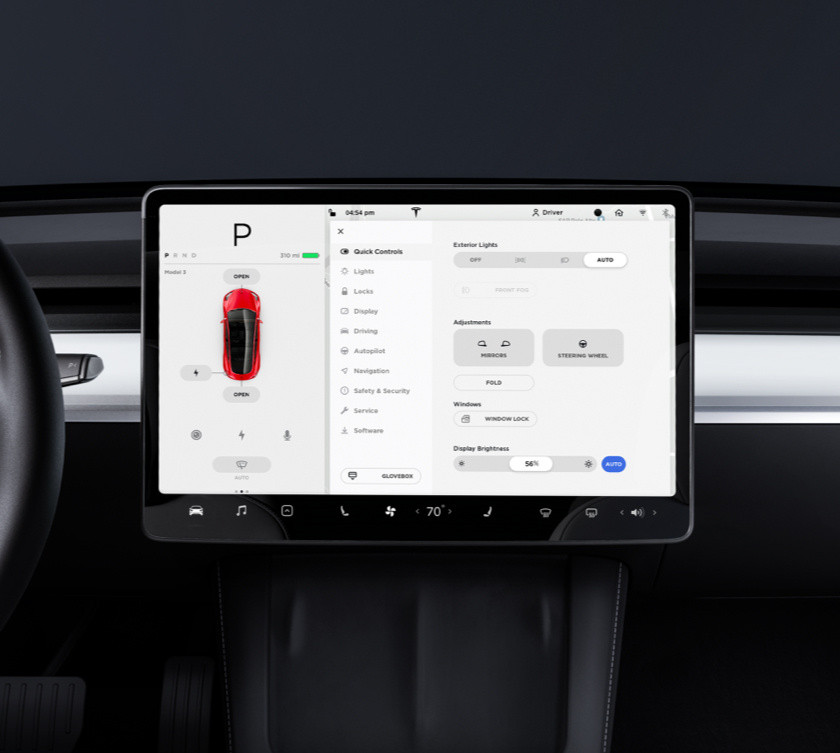 04:54 pm
Driver
P
P R N D
310 mi
Model 3
OPEN
OPEN
AUTO
Quick Controls
Lights
Locks
Display
Driving
Autopilot
Navigation
Safety & Security
Service
Software
GLOVEBOX
Exterior Lights
OFF
AUTO
FRONT FOG
Adjustments
MIRRORS
STEERING WHEEL
FOLD
Windows
WINDOW LOCK
Display Brightness
56%
AUTO
70°